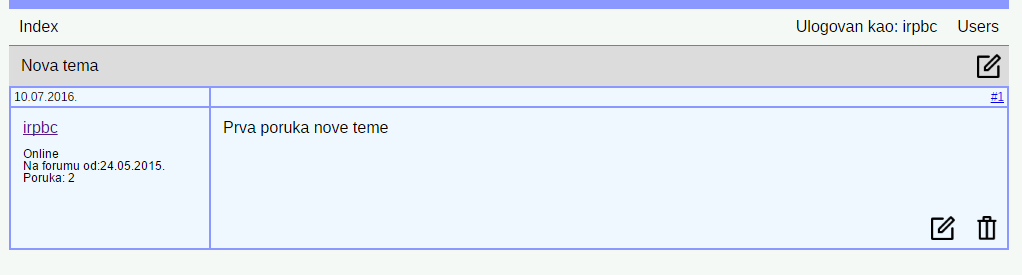 Index Ulogovan kao: irpbc Users
Nova tema
10.07.2016. #1
irpbc Prva poruka nove teme
Online
Na forumu od:24.05.2015.
Poruka: 2